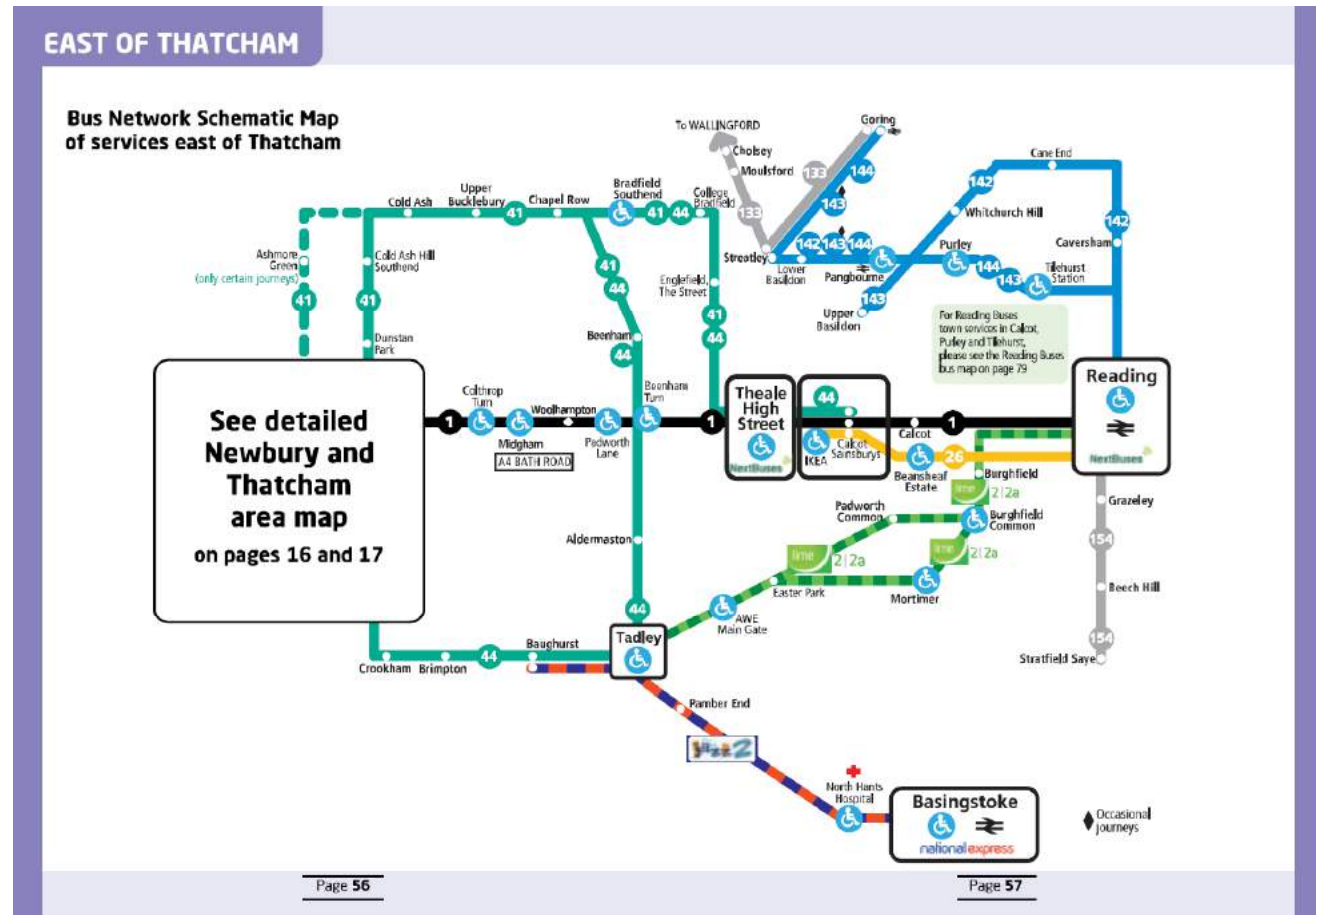 EAST OF THATCHAM
Bus Network Schematic Map
of services east of Thatcham
To WALLINGFORD
Cholsey
Moulsford
133
133
Goring
144
143
Streatley
142 143 144
Lower
Basildon
Pangbourne
Upper
Basildon
143
142
Cane End
Whitchurch Hill
142
Caversham
Purley
144
143
Tilehurst
Station
For Reading Buses
town services in Calcot,
Purley and Tilehurst,
please see the Reading Buses
bus map on page 79
Ashmore
Green
(only certain journeys)
41
Cold Ash
Upper
Bucklebury
41
Chapel Row
Bradfield
Southend
41 44
College
Bradfield
Cold Ash Hill
Southend
41
Dunstan
Park
41
44
Englefield,
The Street
41
44
Beenham
44
Beenham
Turn
See detailed
Newbury and
Thatcham
area map
on pages 16 and 17
1
Colthrop
Turn
Midgham
A4 BATH ROAD
Woolhampton
Padworth
Lane
1
Theale
High
Street
NextBuses
44
IKEA
Calcot
Sainsburys
Calcot
1
Beansheaf
Estate
26
Reading
NextBuses
Burghfield
lime 2|2a
Padworth
Common
Burghfield
Common
lime 2|2a
lime 2|2a
Easter Park
Mortimer
AWE
Main Gate
Grazeley
154
Beech Hill
154
Stratfield Saye
Aldermaston
44
Tadley
Crookham
Brimpton
44
Baughurst
Pamber End
Jazz 2
North Hants
Hospital
Basingstoke
national express
Occasional
journeys
Page 56
Page 57